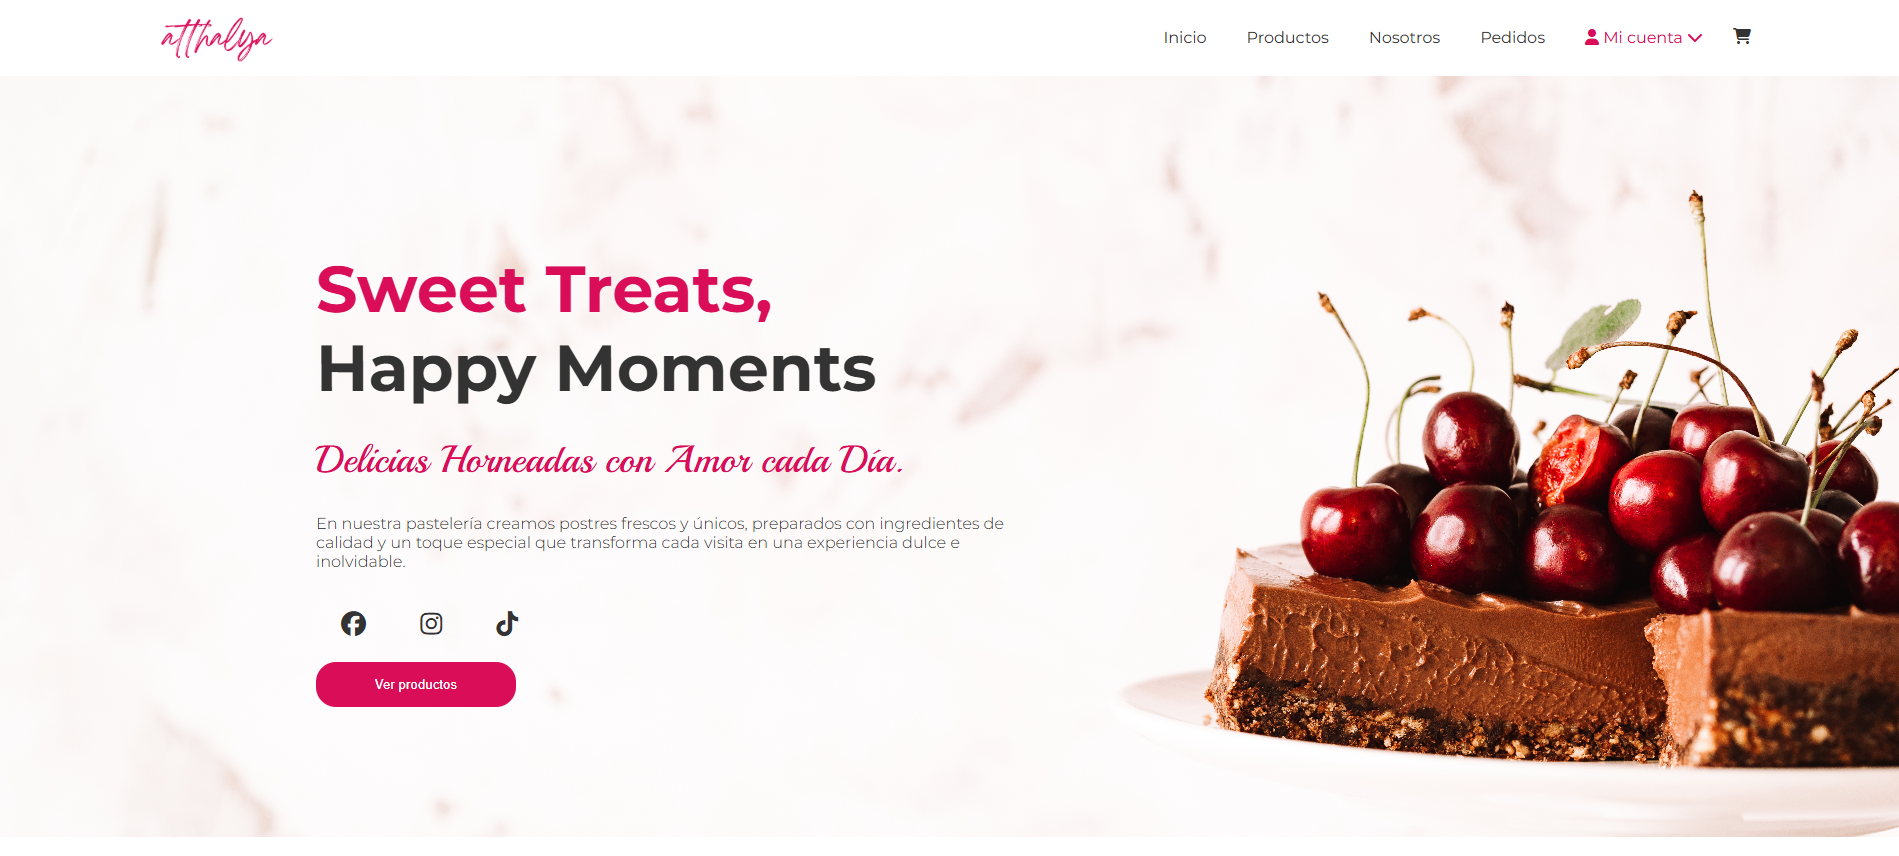 atthalya
Inicio Productos Nosotros Pedidos Mi cuenta
Sweet Treats,
Happy Moments
Delicias Horneadas con Amor cada Día.
En nuestra pastelería creamos postres frescos y únicos, preparados con ingredientes de
calidad y un toque especial que transforma cada visita en una experiencia dulce e
inolvidable.
Ver productos